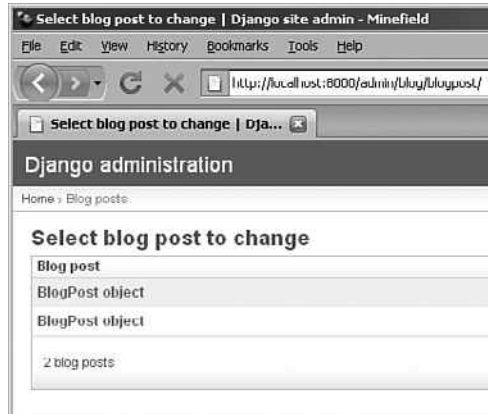 Select blog post to change | Django site admin - Minefield
File Edit View History Bookmarks Tools Help
http://localhost:8000/admin/blog/blogpost/
Select blog post to change | Dja...
Django administration
Home › Blog posts
Select blog post to change
Blog post
BlogPost object
BlogPost object
2 blog posts